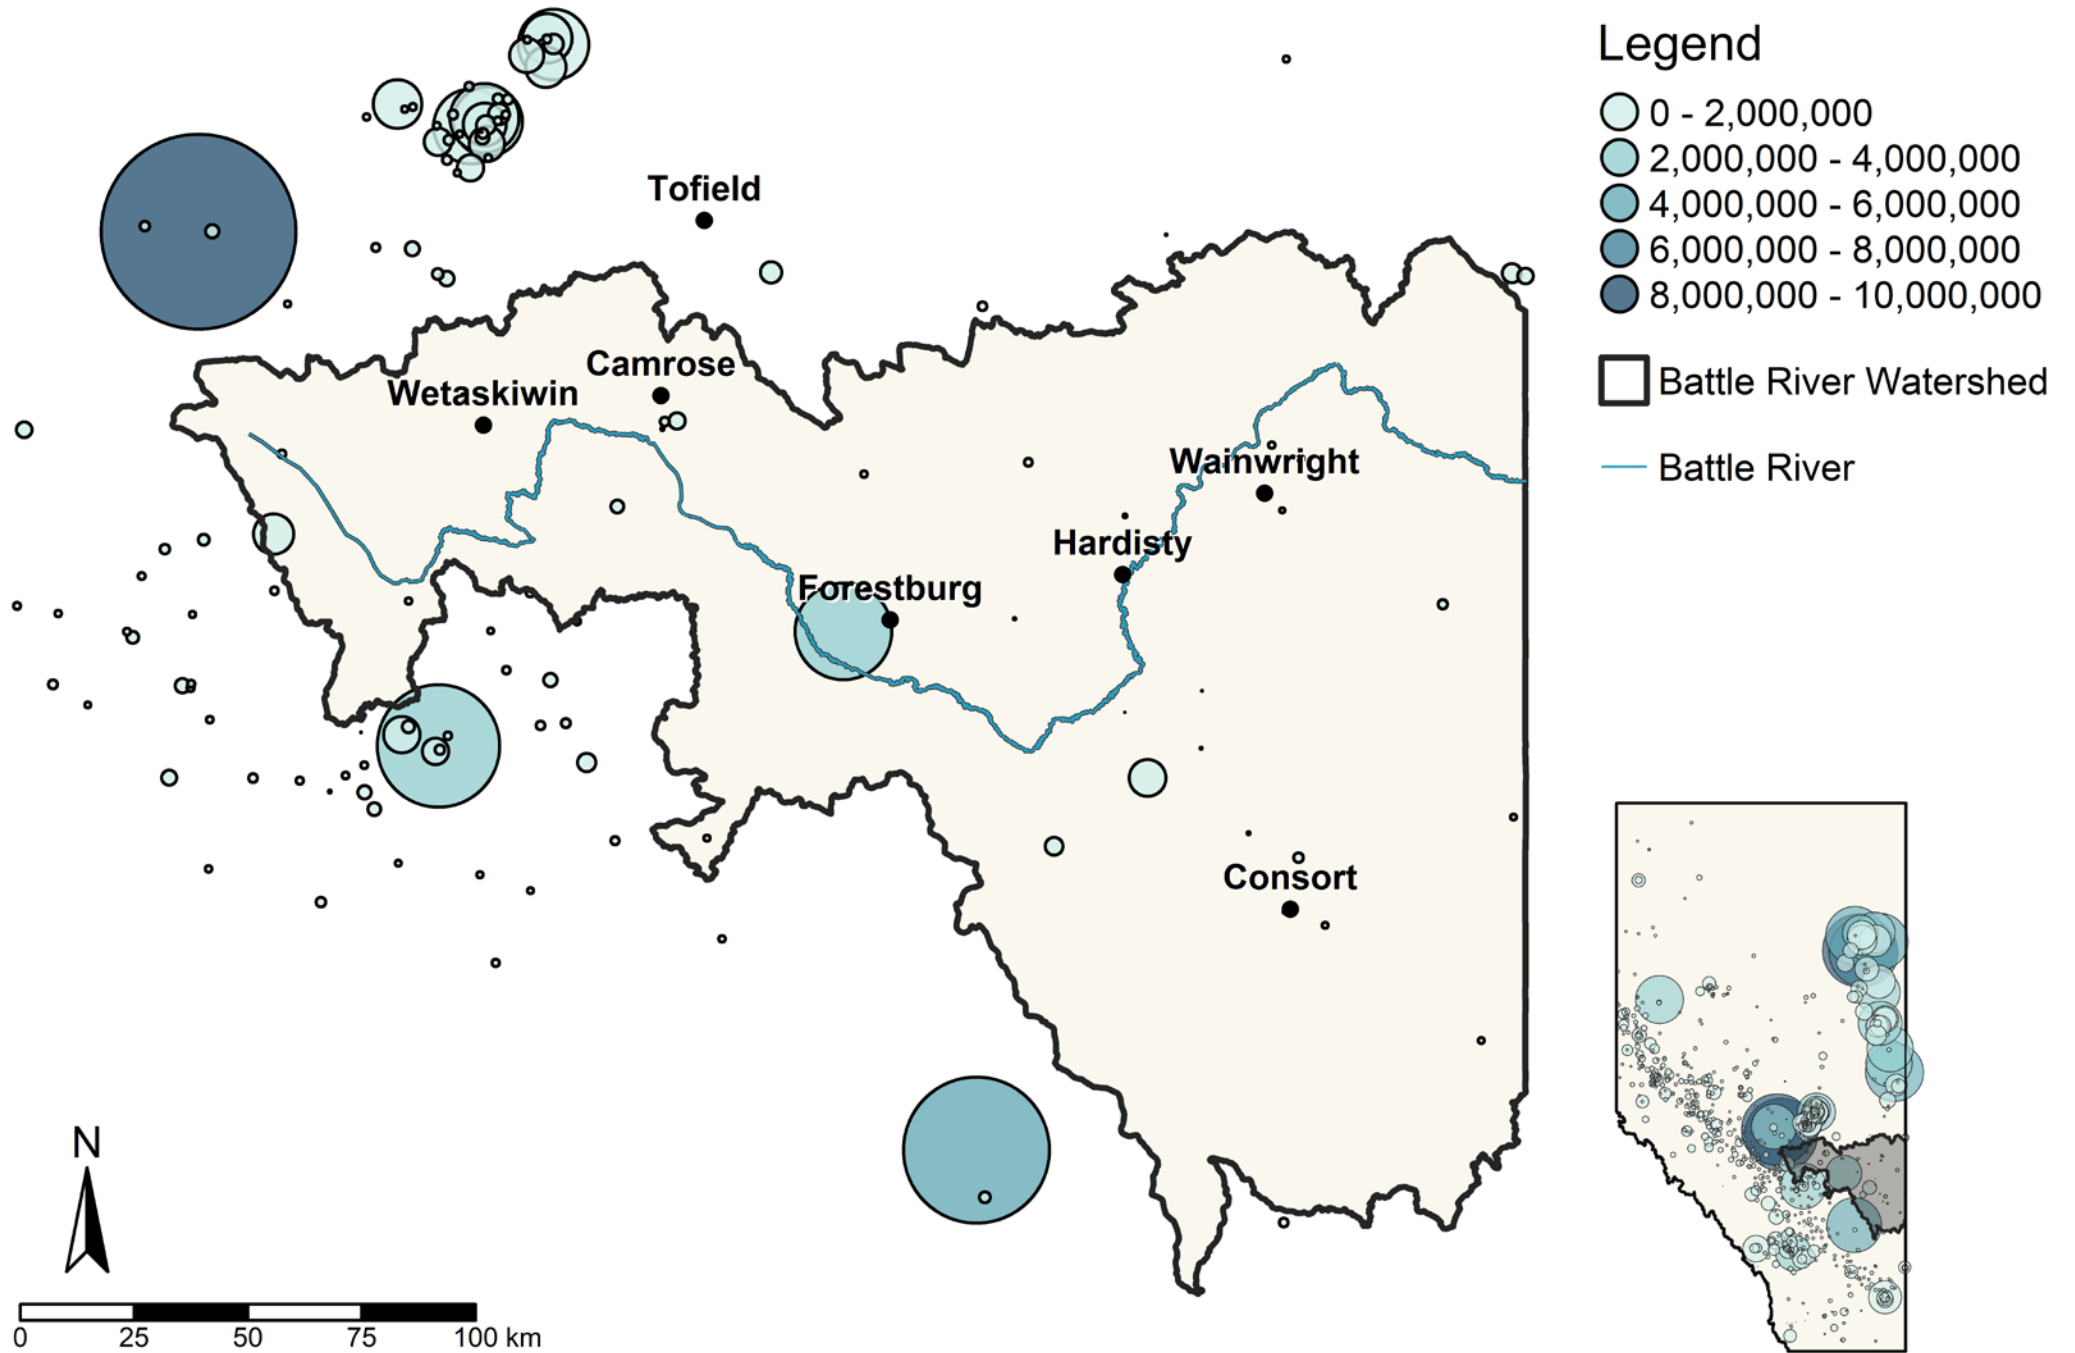 Legend
0 - 2,000,000
2,000,000 - 4,000,000
4,000,000 - 6,000,000
6,000,000 - 8,000,000
8,000,000 - 10,000,000
Battle River Watershed
Battle River
Tofield
Camrose
Wetaskiwin
Wainwright
Hardisty
Forestburg
Consort
N
0 25 50 75 100 km